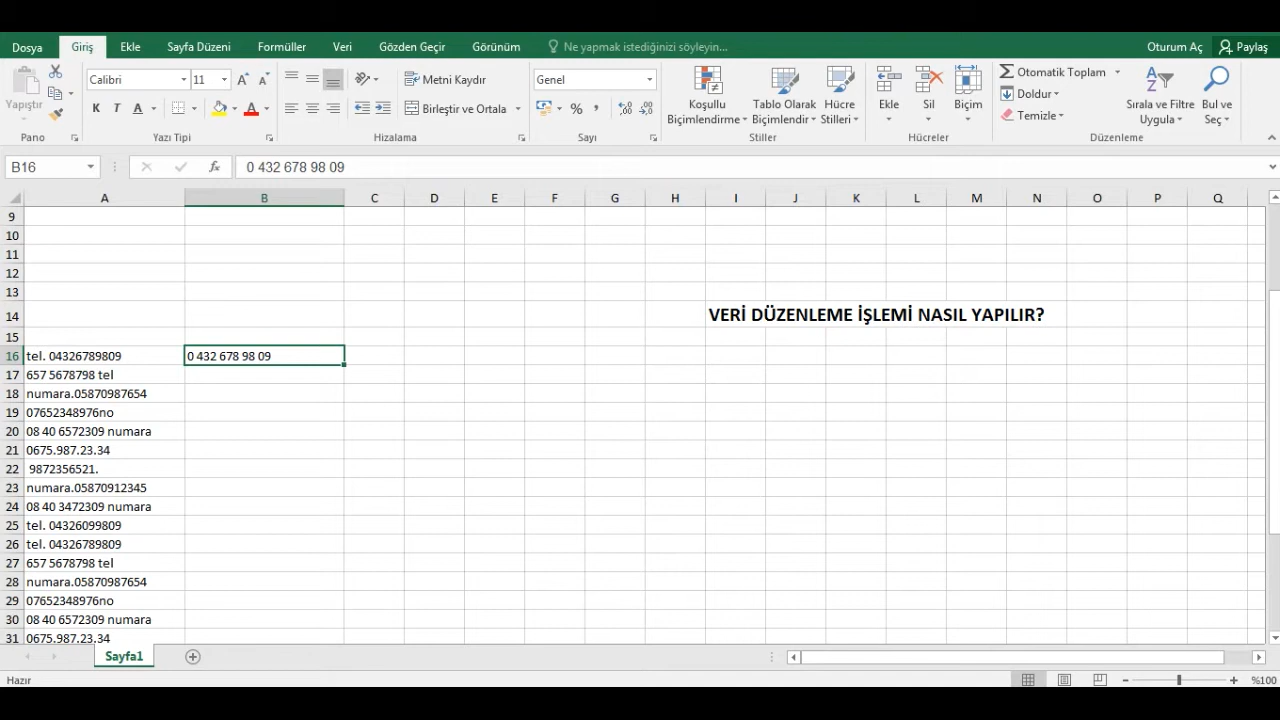 Dosya Giriş Ekle Sayfa Düzeni Formüller Veri Gözden Geçir Görünüm Ne yapmak istediğinizi söyleyin... Oturum Aç Paylaş
Yapıştır
Calibri 11
K T A
Metni Kaydır
Birleştir ve Ortala
Genel
Koşullu Biçimlendirme
Tablo Olarak Biçimlendir
Hücre Stilleri
Ekle Sil Biçim
Otomatik Toplam
Doldur
Temizle
Sırala ve Filtre Uygula
Bul ve Seç
Pano Yazı Tipi Hizalama Sayı Stiller Hücreler Düzenleme
B16 fx 0 432 678 98 09
A B C D E F G H I J K L M N O P Q
9
10
11
12
13
14 VERİ DÜZENLEME İŞLEMİ NASIL YAPILIR?
15
16 tel. 04326789809 0 432 678 98 09
17 657 5678798 tel
18 numara.05870987654
19 07652348976no
20 08 40 6572309 numara
21 0675.987.23.34
22 9872356521.
23 numara.05870912345
24 08 40 3472309 numara
25 tel. 04326099809
26 tel. 04326789809
27 657 5678798 tel
28 numara.05870987654
29 07652348976no
30 08 40 6572309 numara
31 0675.987.23.34
Sayfa1
Hazır %100